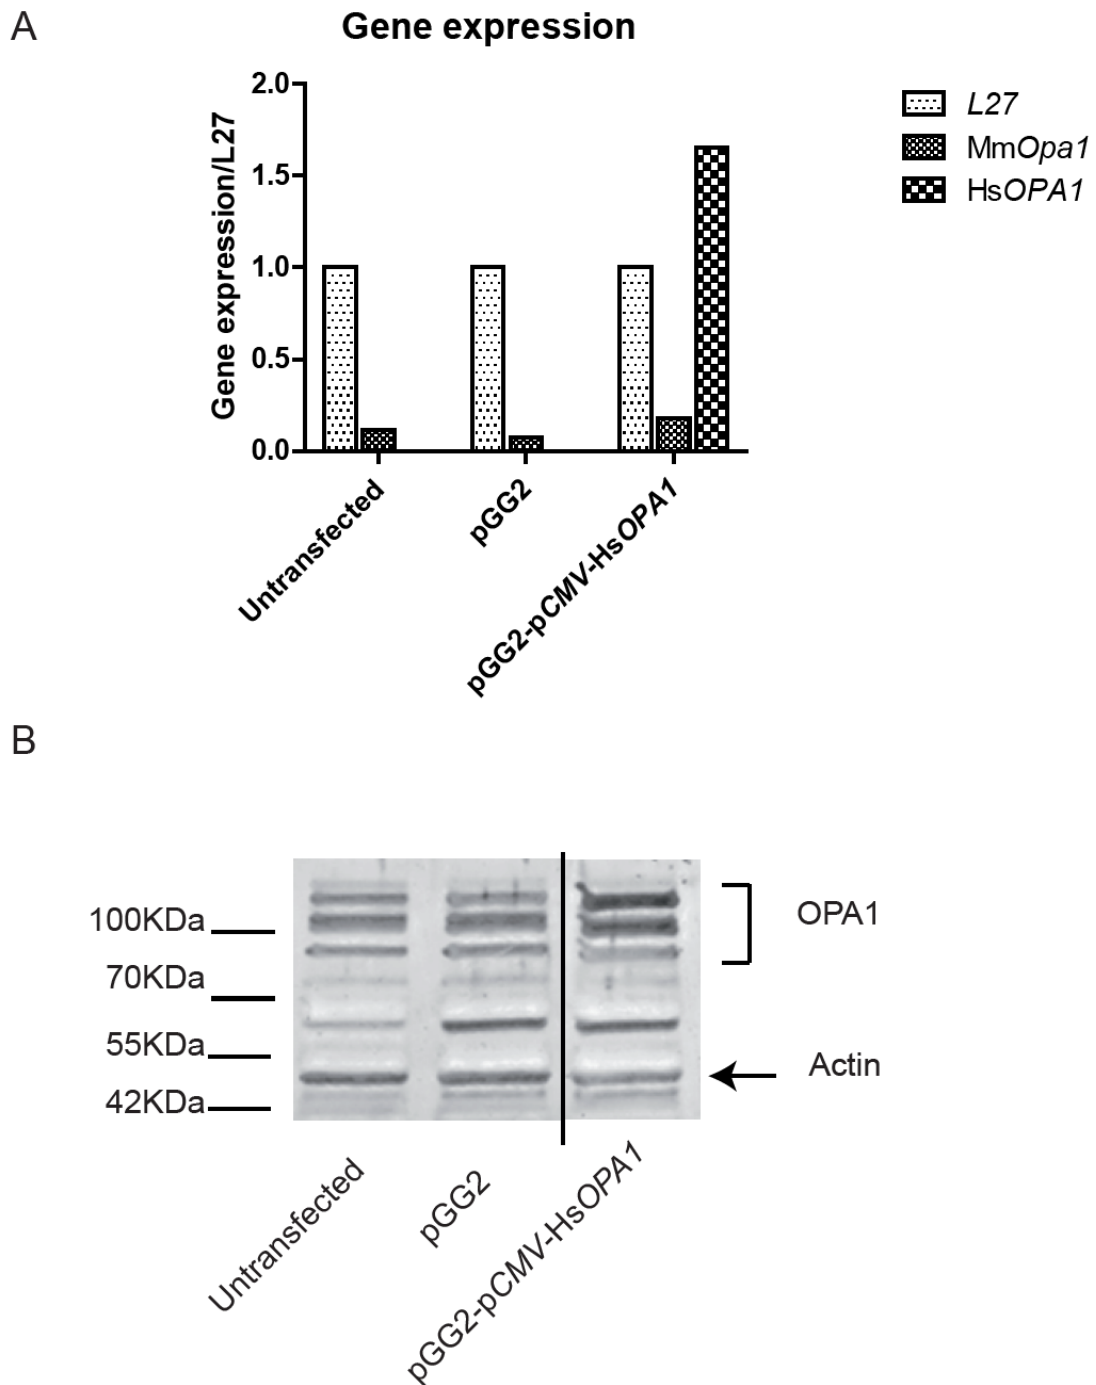 A
Gene expression
Gene expression/L27
2.0
1.5
1.0
0.5
0.0
L27
MmOpa1
HsOPA1
Untransfected
pGG2
pGG2-pCMV-HsOPA1
B
100KDa
70KDa
55KDa
42KDa
OPA1
Actin
Untransfected
pGG2
pGG2-pCMV-HsOPA1